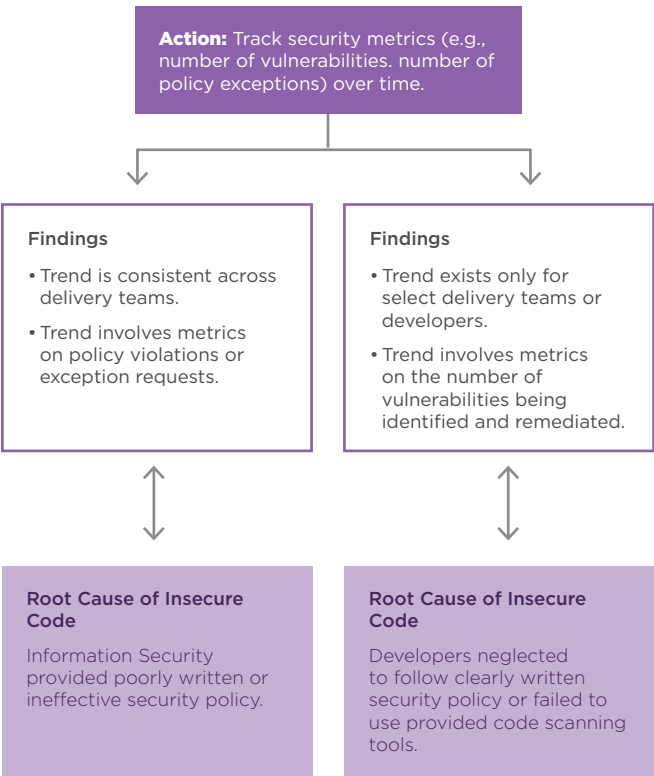 Action: Track security metrics (e.g.,
number of vulnerabilities. number of
policy exceptions) over time.
Findings
• Trend is consistent across
delivery teams.
• Trend involves metrics
on policy violations or
exception requests.
Findings
• Trend exists only for
select delivery teams or
developers.
• Trend involves metrics
on the number of
vulnerabilities being
identified and remediated.
Root Cause of Insecure
Code
Information Security
provided poorly written or
ineffective security policy.
Root Cause of Insecure
Code
Developers neglected
to follow clearly written
security policy or failed to
use provided code scanning
tools.